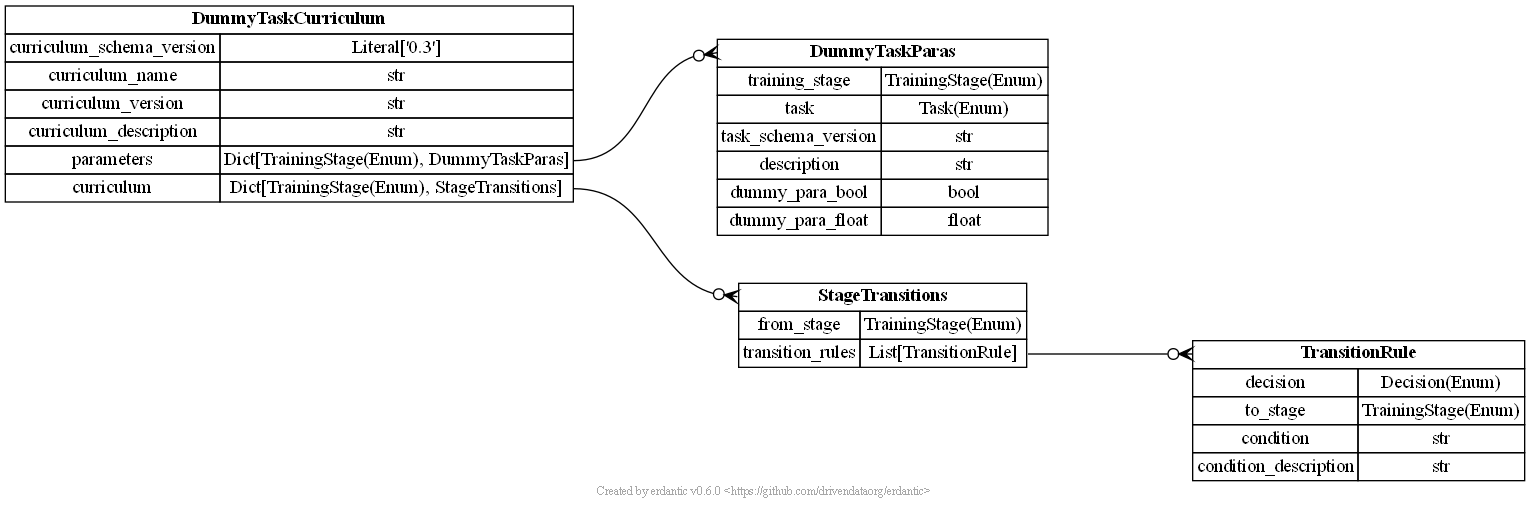 DummyTaskCurriculum
curriculum_schema_version Literal['0.3']
curriculum_name str
curriculum_version str
curriculum_description str
parameters Dict[TrainingStage(Enum), DummyTaskParas]
curriculum Dict[TrainingStage(Enum), StageTransitions]
DummyTaskParas
training_stage TrainingStage(Enum)
task Task(Enum)
task_schema_version str
description str
dummy_para_bool bool
dummy_para_float float
StageTransitions
from_stage TrainingStage(Enum)
transition_rules List[TransitionRule]
TransitionRule
decision Decision(Enum)
to_stage TrainingStage(Enum)
condition str
condition_description str
Created by erdantic v0.6.0 <https://github.com/drivendataorg/erdantic>